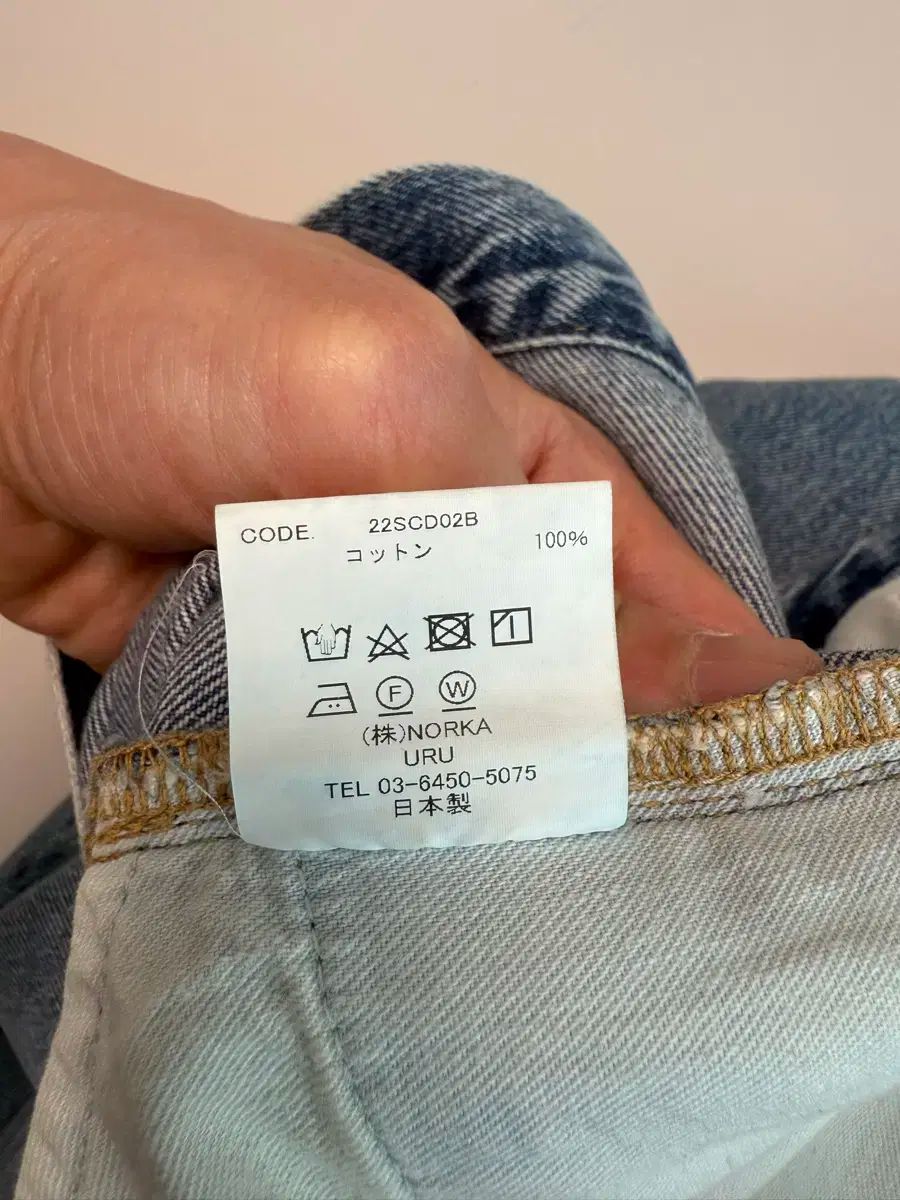 CODE. 22SCD02B
コットン 100%
F W
(株)NORKA
URU
TEL 03-6450-5075
日本製